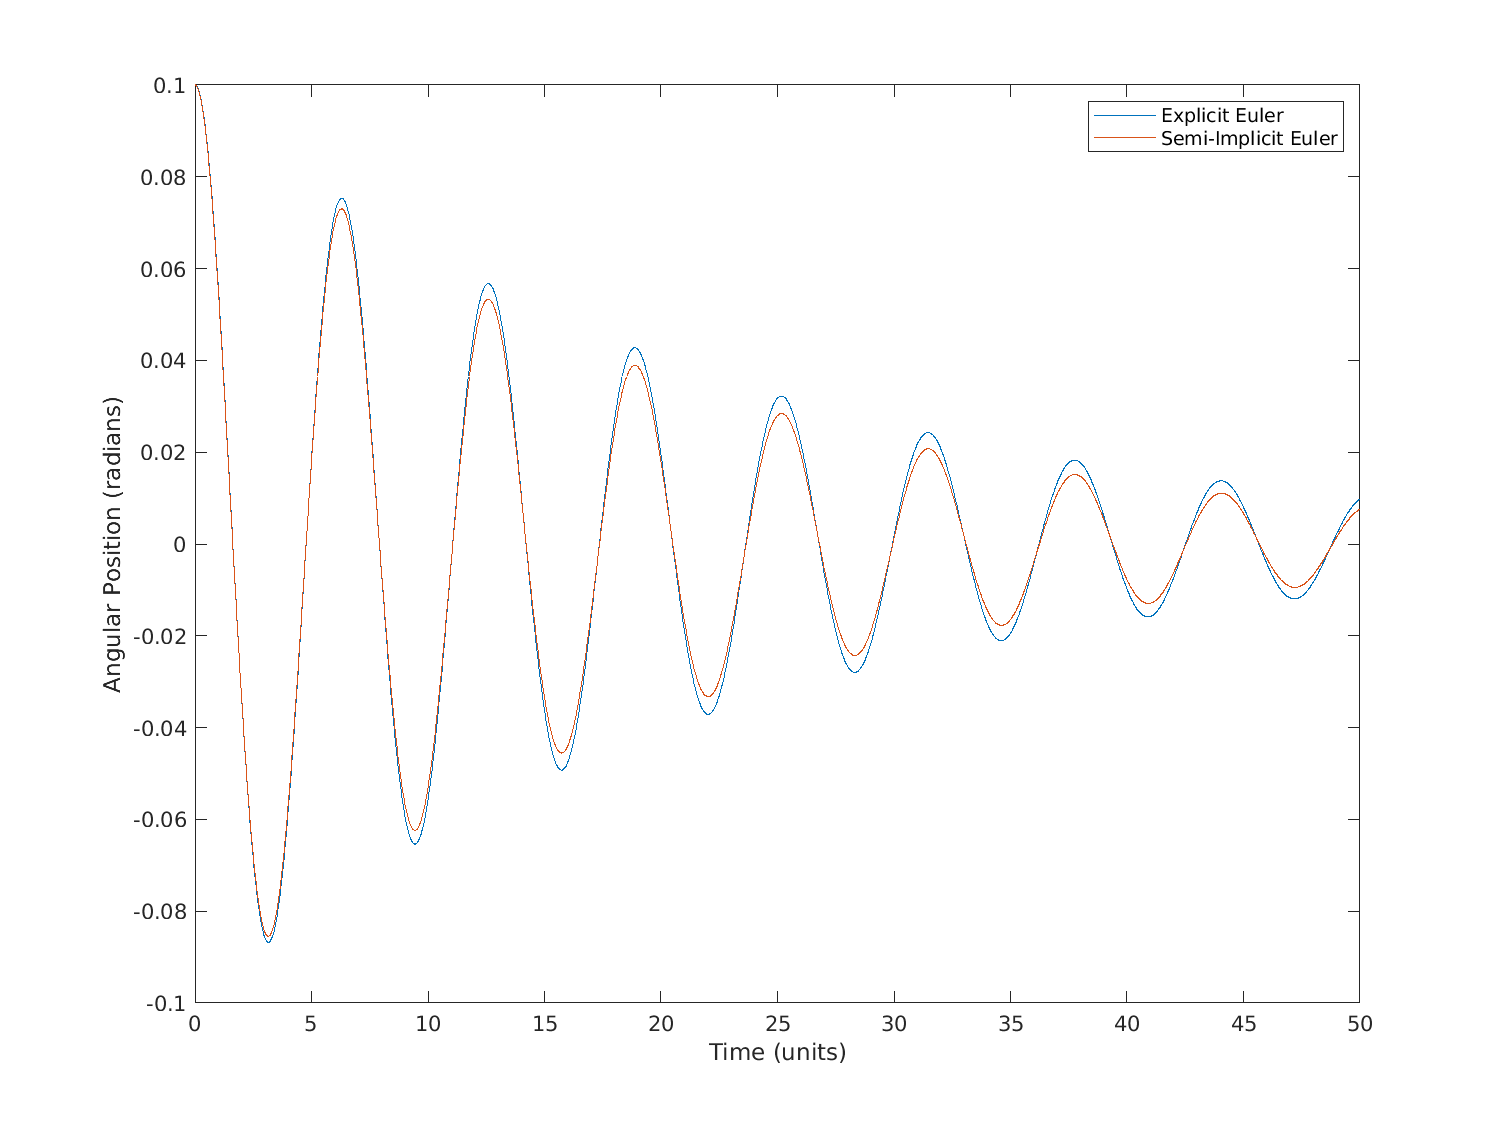 Explicit Euler
Semi-Implicit Euler
0.1
0.08
0.06
0.04
0.02
0
-0.02
-0.04
-0.06
-0.08
-0.1
Angular Position (radians)
0 5 10 15 20 25 30 35 40 45 50
Time (units)